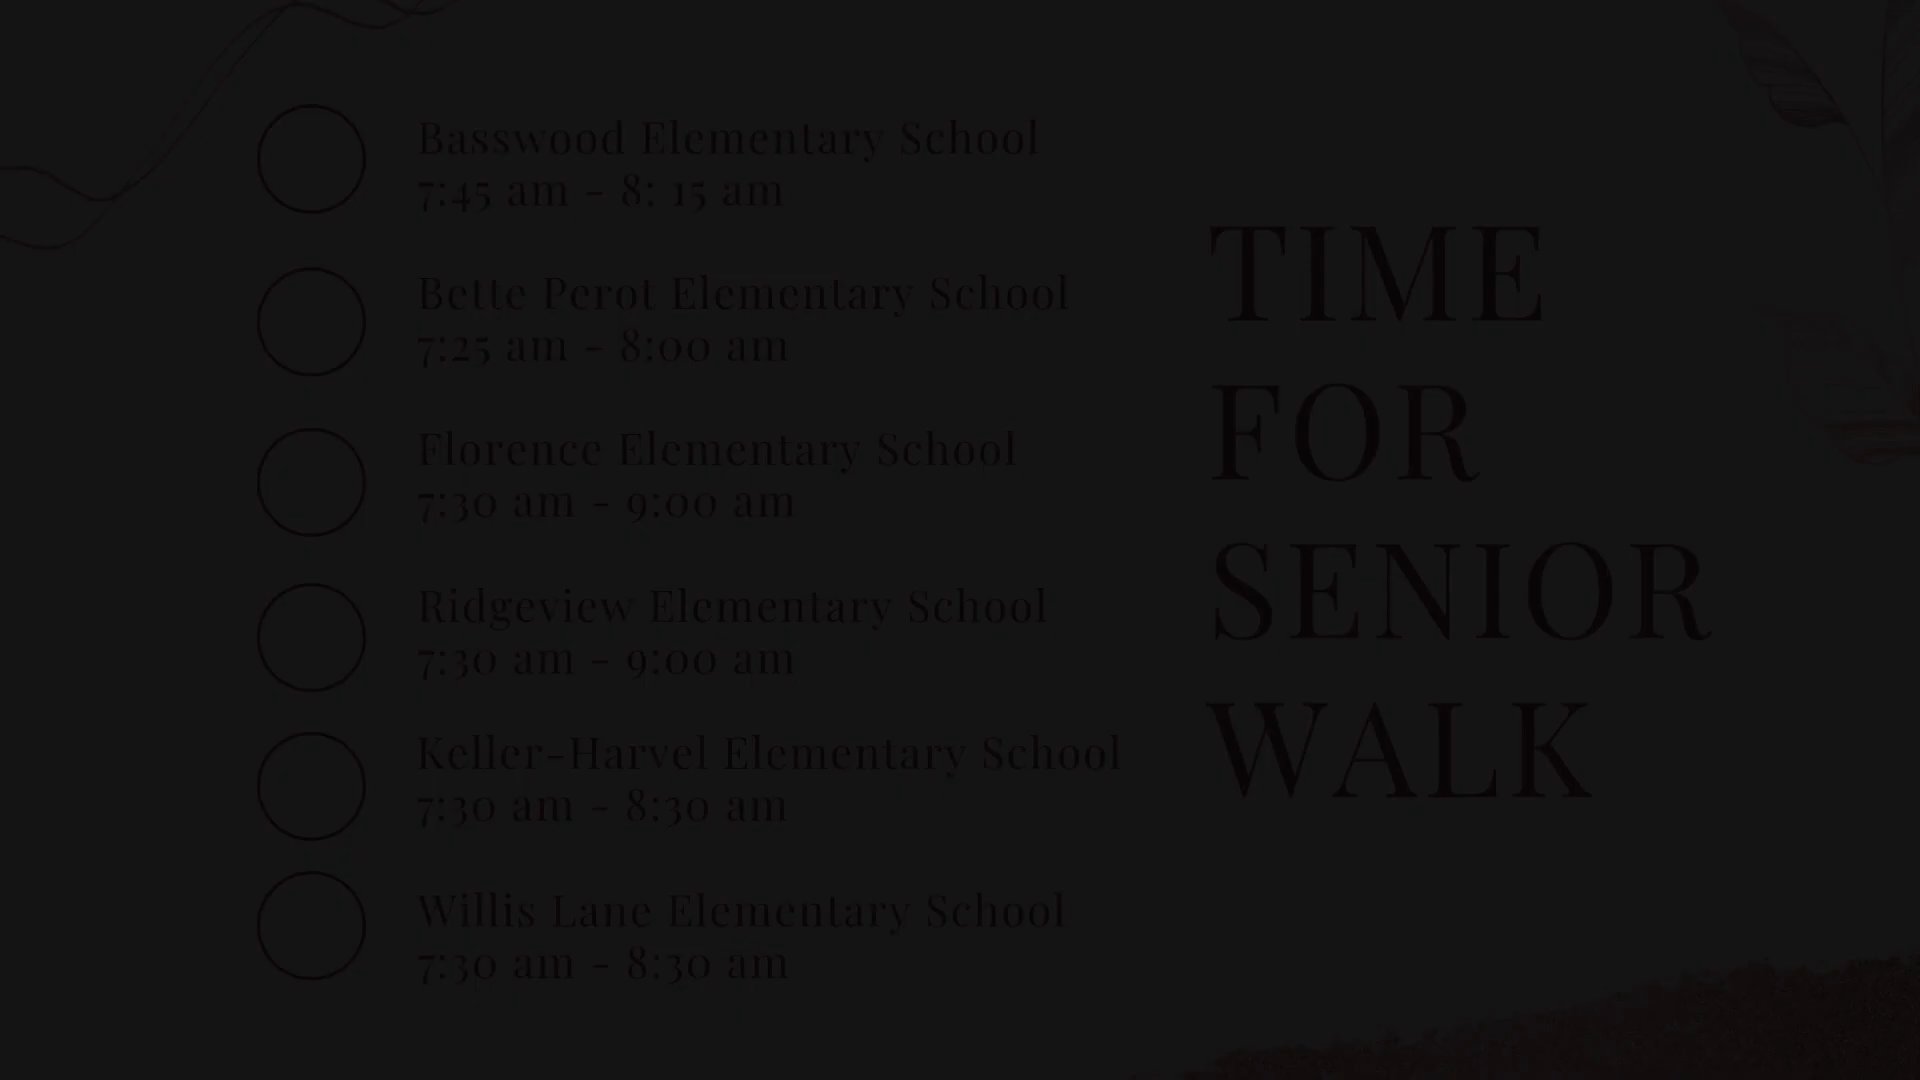 Basswood Elementary School
7:45 am - 8: 15 am
Bette Perot Elementary School
7:25 am - 8:00 am
Florence Elementary School
7:30 am - 9:00 am
Ridgeview Elementary School
7:30 am - 9:00 am
Keller-Harvel Elementary School
7:30 am - 8:30 am
Willis Lane Elementary School
7:30 am - 8:30 am
TIME
FOR
SENIOR
WALK